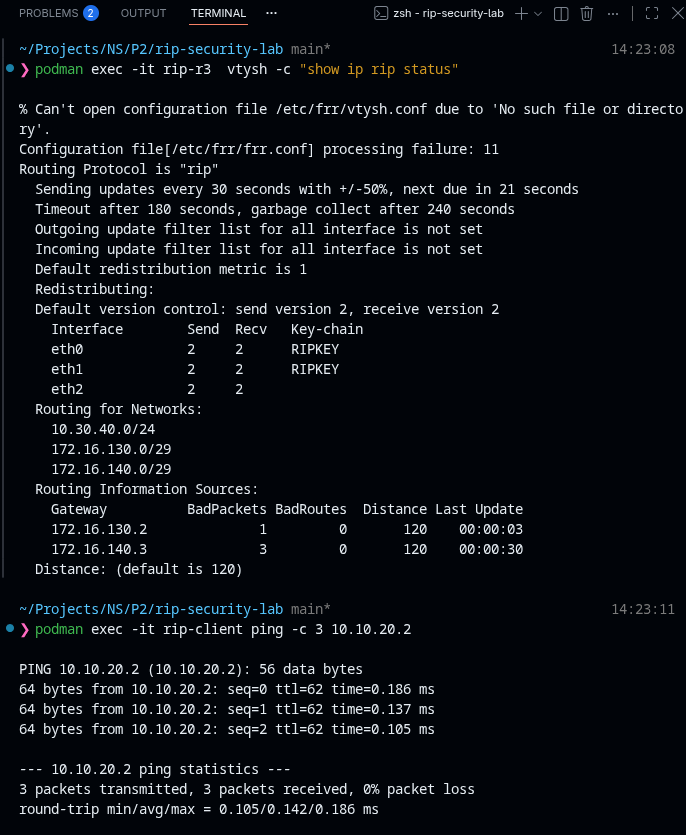 PROBLEMS 2 OUTPUT TERMINAL ... zsh - rip-security-lab
~/Projects/NS/P2/rip-security-lab main* 14:23:08
❯ podman exec -it rip-r3  vtysh -c "show ip rip status"
% Can't open configuration file /etc/frr/vtysh.conf due to 'No such file or directo
ry'.
Configuration file[/etc/frr/frr.conf] processing failure: 11
Routing Protocol is "rip"
  Sending updates every 30 seconds with +/-50%, next due in 21 seconds
  Timeout after 180 seconds, garbage collect after 240 seconds
  Outgoing update filter list for all interface is not set
  Incoming update filter list for all interface is not set
  Default redistribution metric is 1
  Redistributing:
  Default version control: send version 2, receive version 2
    Interface        Send  Recv   Key-chain
    eth0             2     2      RIPKEY
    eth1             2     2      RIPKEY
    eth2             2     2
  Routing for Networks:
    10.30.40.0/24
    172.16.130.0/29
    172.16.140.0/29
  Routing Information Sources:
    Gateway          BadPackets BadRoutes  Distance Last Update
    172.16.130.2              1         0       120    00:00:03
    172.16.140.3              3         0       120    00:00:30
  Distance: (default is 120)
~/Projects/NS/P2/rip-security-lab main* 14:23:11
❯ podman exec -it rip-client ping -c 3 10.10.20.2
PING 10.10.20.2 (10.10.20.2): 56 data bytes
64 bytes from 10.10.20.2: seq=0 ttl=62 time=0.186 ms
64 bytes from 10.10.20.2: seq=1 ttl=62 time=0.137 ms
64 bytes from 10.10.20.2: seq=2 ttl=62 time=0.105 ms
--- 10.10.20.2 ping statistics ---
3 packets transmitted, 3 packets received, 0% packet loss
round-trip min/avg/max = 0.105/0.142/0.186 ms